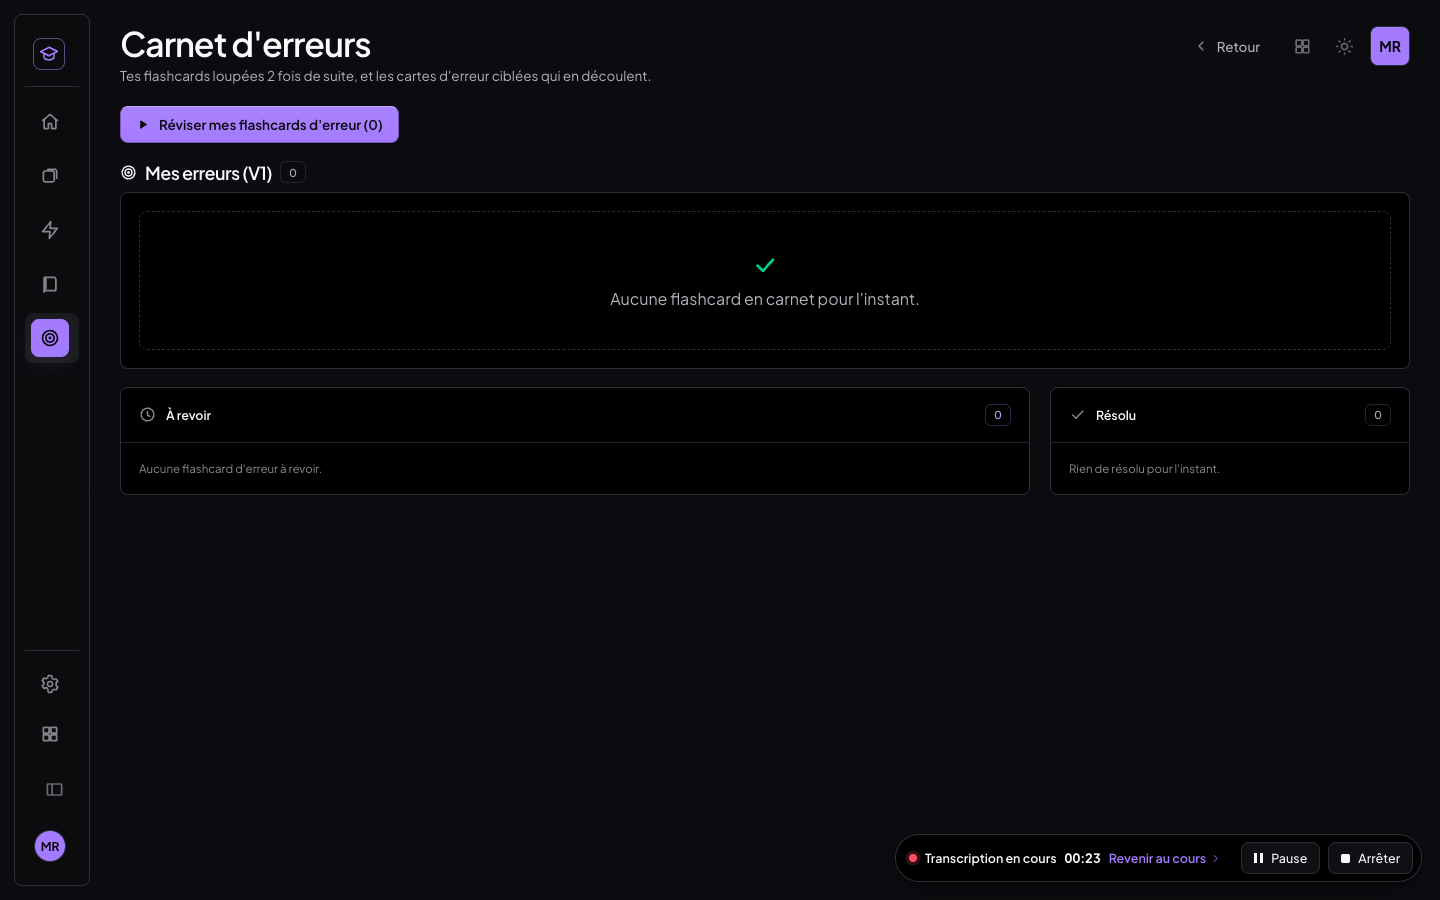 Carnet d'erreurs
Tes flashcards loupées 2 fois de suite, et les cartes d'erreur ciblées qui en découlent.
Retour
MR
Réviser mes flashcards d'erreur (0)
Mes erreurs (V1) 0
Aucune flashcard en carnet pour l'instant.
À revoir 0
Aucune flashcard d'erreur à revoir.
Résolu 0
Rien de résolu pour l'instant.
MR
Transcription en cours 00:23 Revenir au cours Pause Arrêter